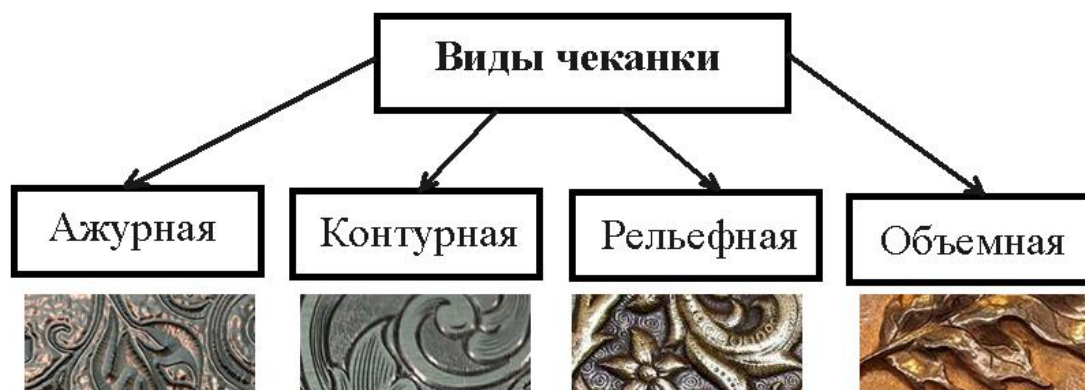 Виды чеканки
Ажурная
Контурная
Рельефная
Объемная